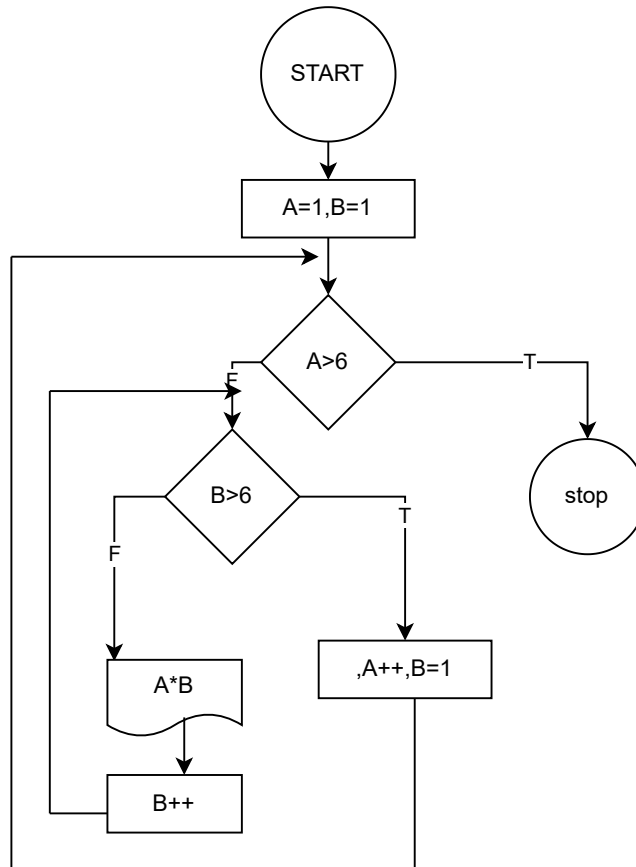 START
A=1,B=1
A>6
T
F
B>6
T
F
stop
A*B
,A++,B=1
B++